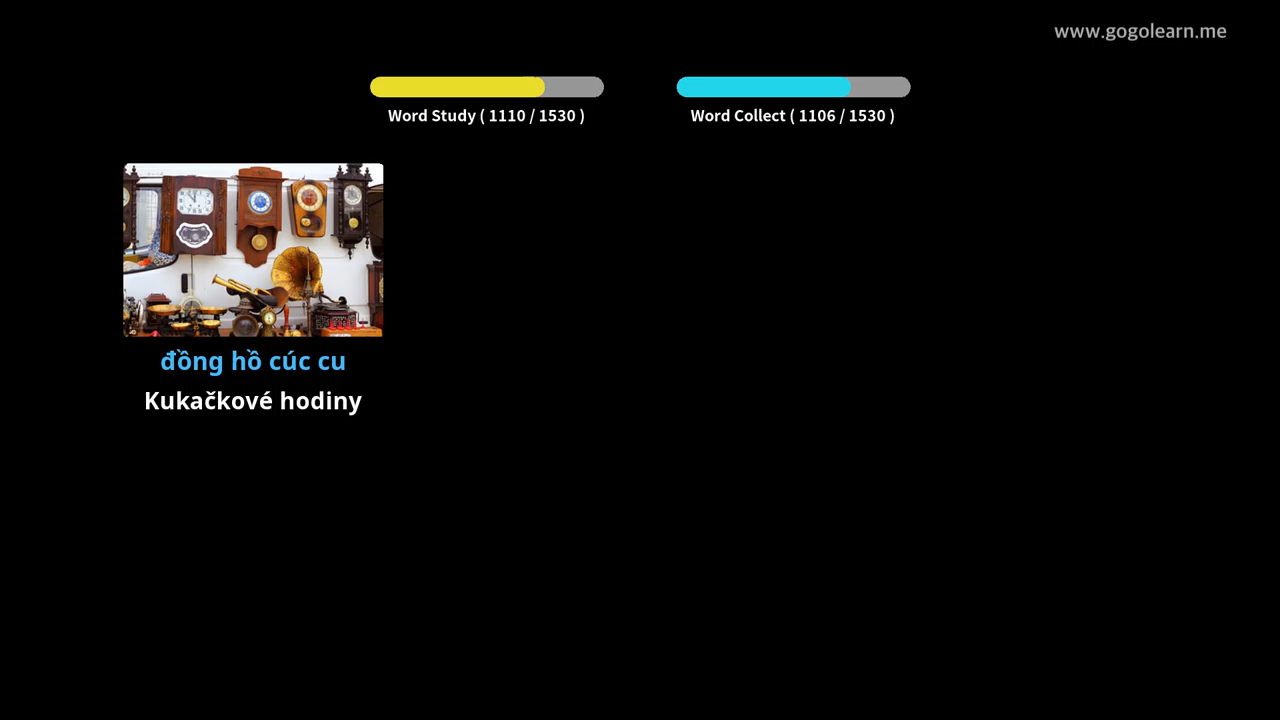 www.gogolearn.me
Word Study ( 1110 / 1530 )
Word Collect ( 1106 / 1530 )
đồng hồ cúc cu
Kukačkové hodiny